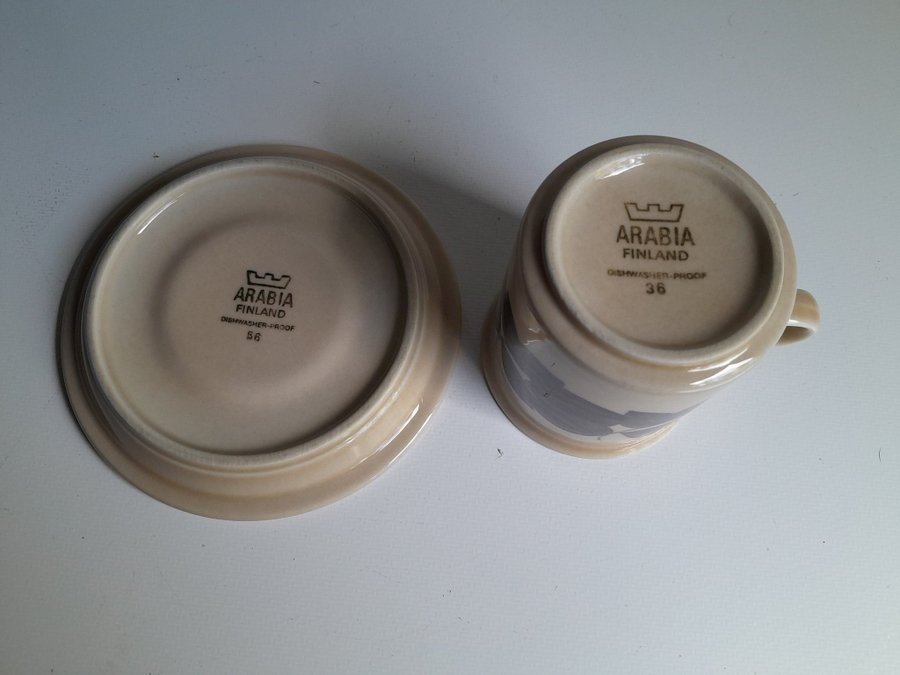 ARABIA
FINLAND
DISHWASHER-PROOF
56
ARABIA
FINLAND
DISHWASHER-PROOF
36